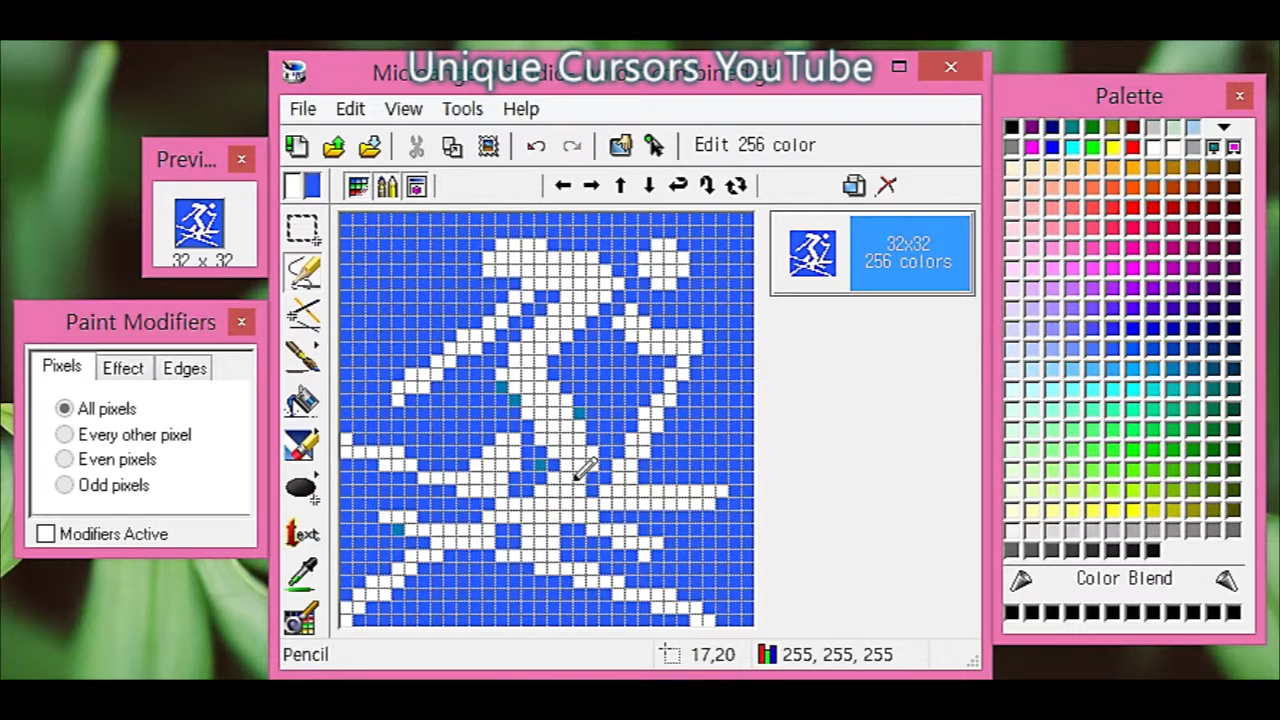 Unique Cursors YouTube
File Edit View Tools Help
Edit 256 color
Previ...
32 x 32
Paint Modifiers
Pixels Effect Edges
All pixels
Every other pixel
Even pixels
Odd pixels
Modifiers Active
text
32x32
256 colors
Palette
Color Blend
Pencil
17,20
255, 255, 255